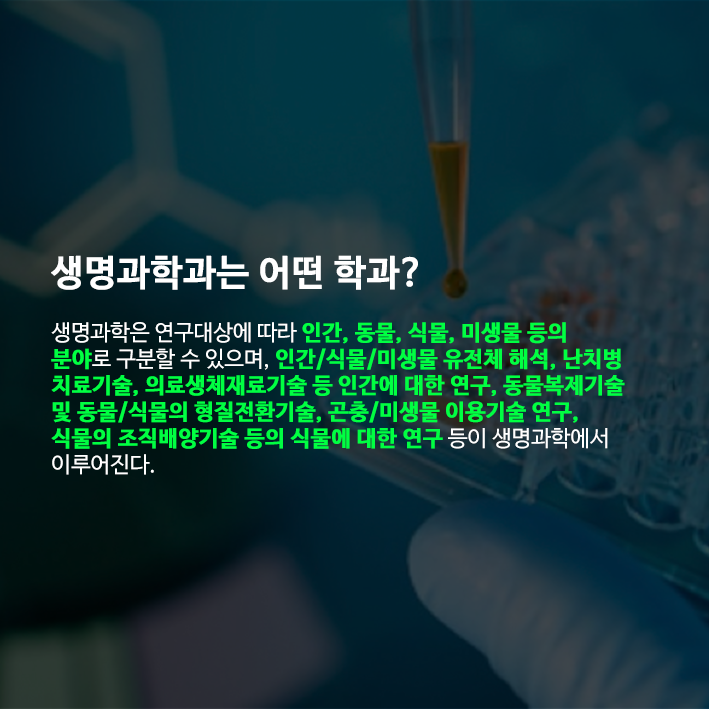 생명과학과는 어떤 학과?
생명과학은 연구대상에 따라 인간, 동물, 식물, 미생물 등의
분야로 구분할 수 있으며, 인간/식물/미생물 유전체 해석, 난치병
치료기술, 의료생체재료기술 등 인간에 대한 연구, 동물복제기술
및 동물/식물의 형질전환기술, 곤충/미생물 이용기술 연구,
식물의 조직배양기술 등의 식물에 대한 연구 등이 생명과학에서
이루어진다.